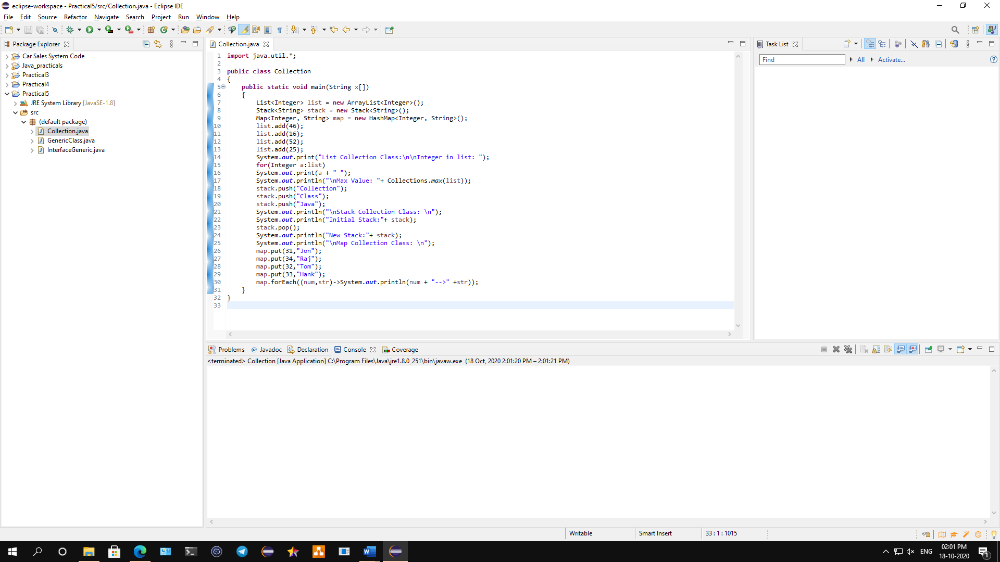 eclipse-workspace - Practical5/src/Collection.java - Eclipse IDE
File Edit Source Refactor Navigate Search Project Run Window Help
Package Explorer
Car Sales System Code
Java_practicals
Practical3
Practical4
Practical5
JRE System Library [JavaSE-1.8]
src
(default package)
Collection.java
GenericClass.java
InterfaceGeneric.java
Collection.java
1 import java.util.*;
2
3 public class Collection
4 {
5 public static void main(String x[])
6 {
7 List<Integer> list = new ArrayList<Integer>();
8 Stack<String> stack = new Stack<String>();
9 Map<Integer, String> map = new HashMap<Integer, String>();
10 list.add(46);
11 list.add(16);
12 list.add(52);
13 list.add(25);
14 System.out.print("List Collection Class:\n\nInteger in list: ");
15 for(Integer a:list)
16 System.out.print(a + " ");
17 System.out.println("\nMax Value: "+ Collections.max(list));
18 stack.push("Collection");
19 stack.push("Class");
20 stack.push("Java");
21 System.out.println("\nStack Collection Class: \n");
22 System.out.println("Initial Stack:"+ stack);
23 stack.pop();
24 System.out.println("New Stack:"+ stack);
25 System.out.println("\nMap Collection Class: \n");
26 map.put(31,"Jon");
27 map.put(34,"Raj");
28 map.put(32,"Tom");
29 map.put(33,"Hank");
30 map.forEach((num,str)->System.out.println(num + "-->" +str));
31 }
32 }
33
Task List
Find All Activate...
Problems Javadoc Declaration Console Coverage
<terminated> Collection [Java Application] C:\Program Files\Java\jre1.8.0_251\bin\javaw.exe (18 Oct, 2020 2:01:20 PM – 2:01:21 PM)
Writable Smart Insert 33 : 1 : 1015
ENG
02:01 PM
18-10-2020
1